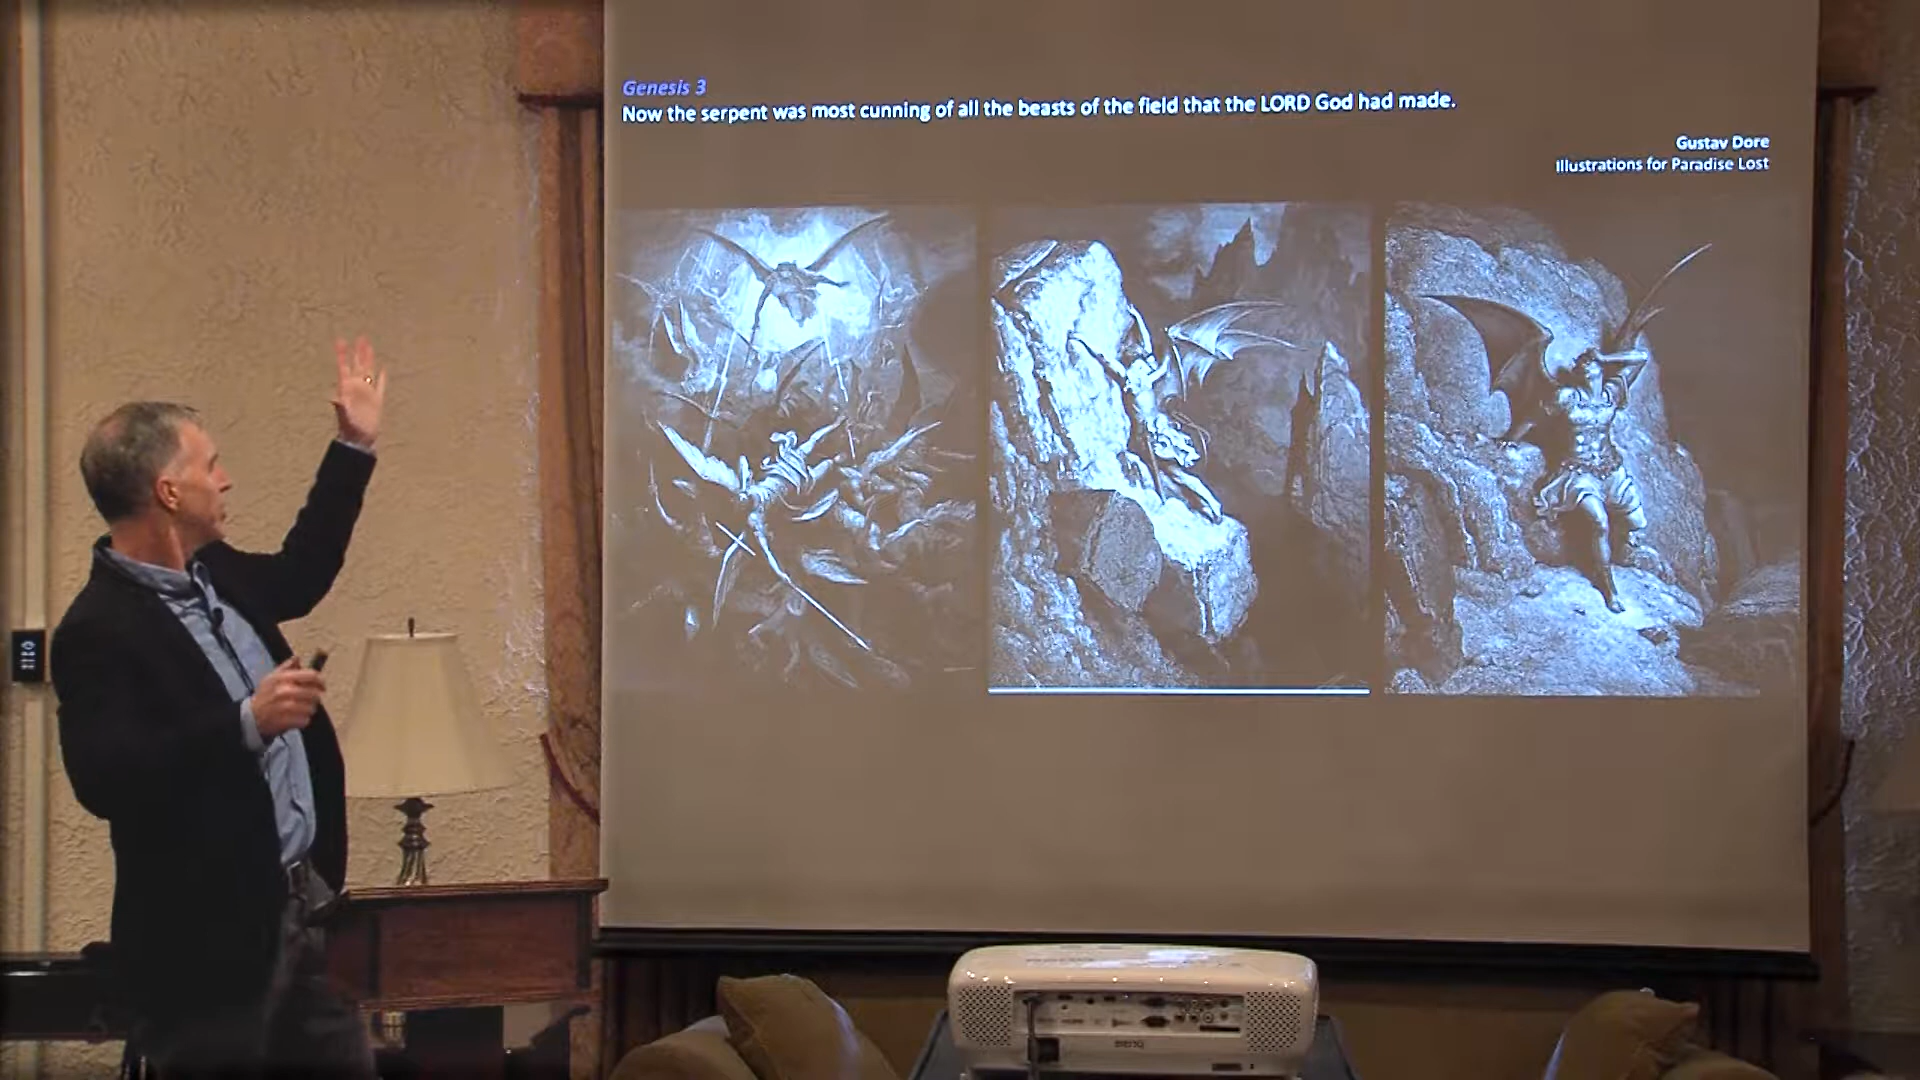 Genesis 3
Now the serpent was most cunning of all the beasts of the field that the LORD God had made.
Gustav Dore
Illustrations for Paradise Lost
BenQ